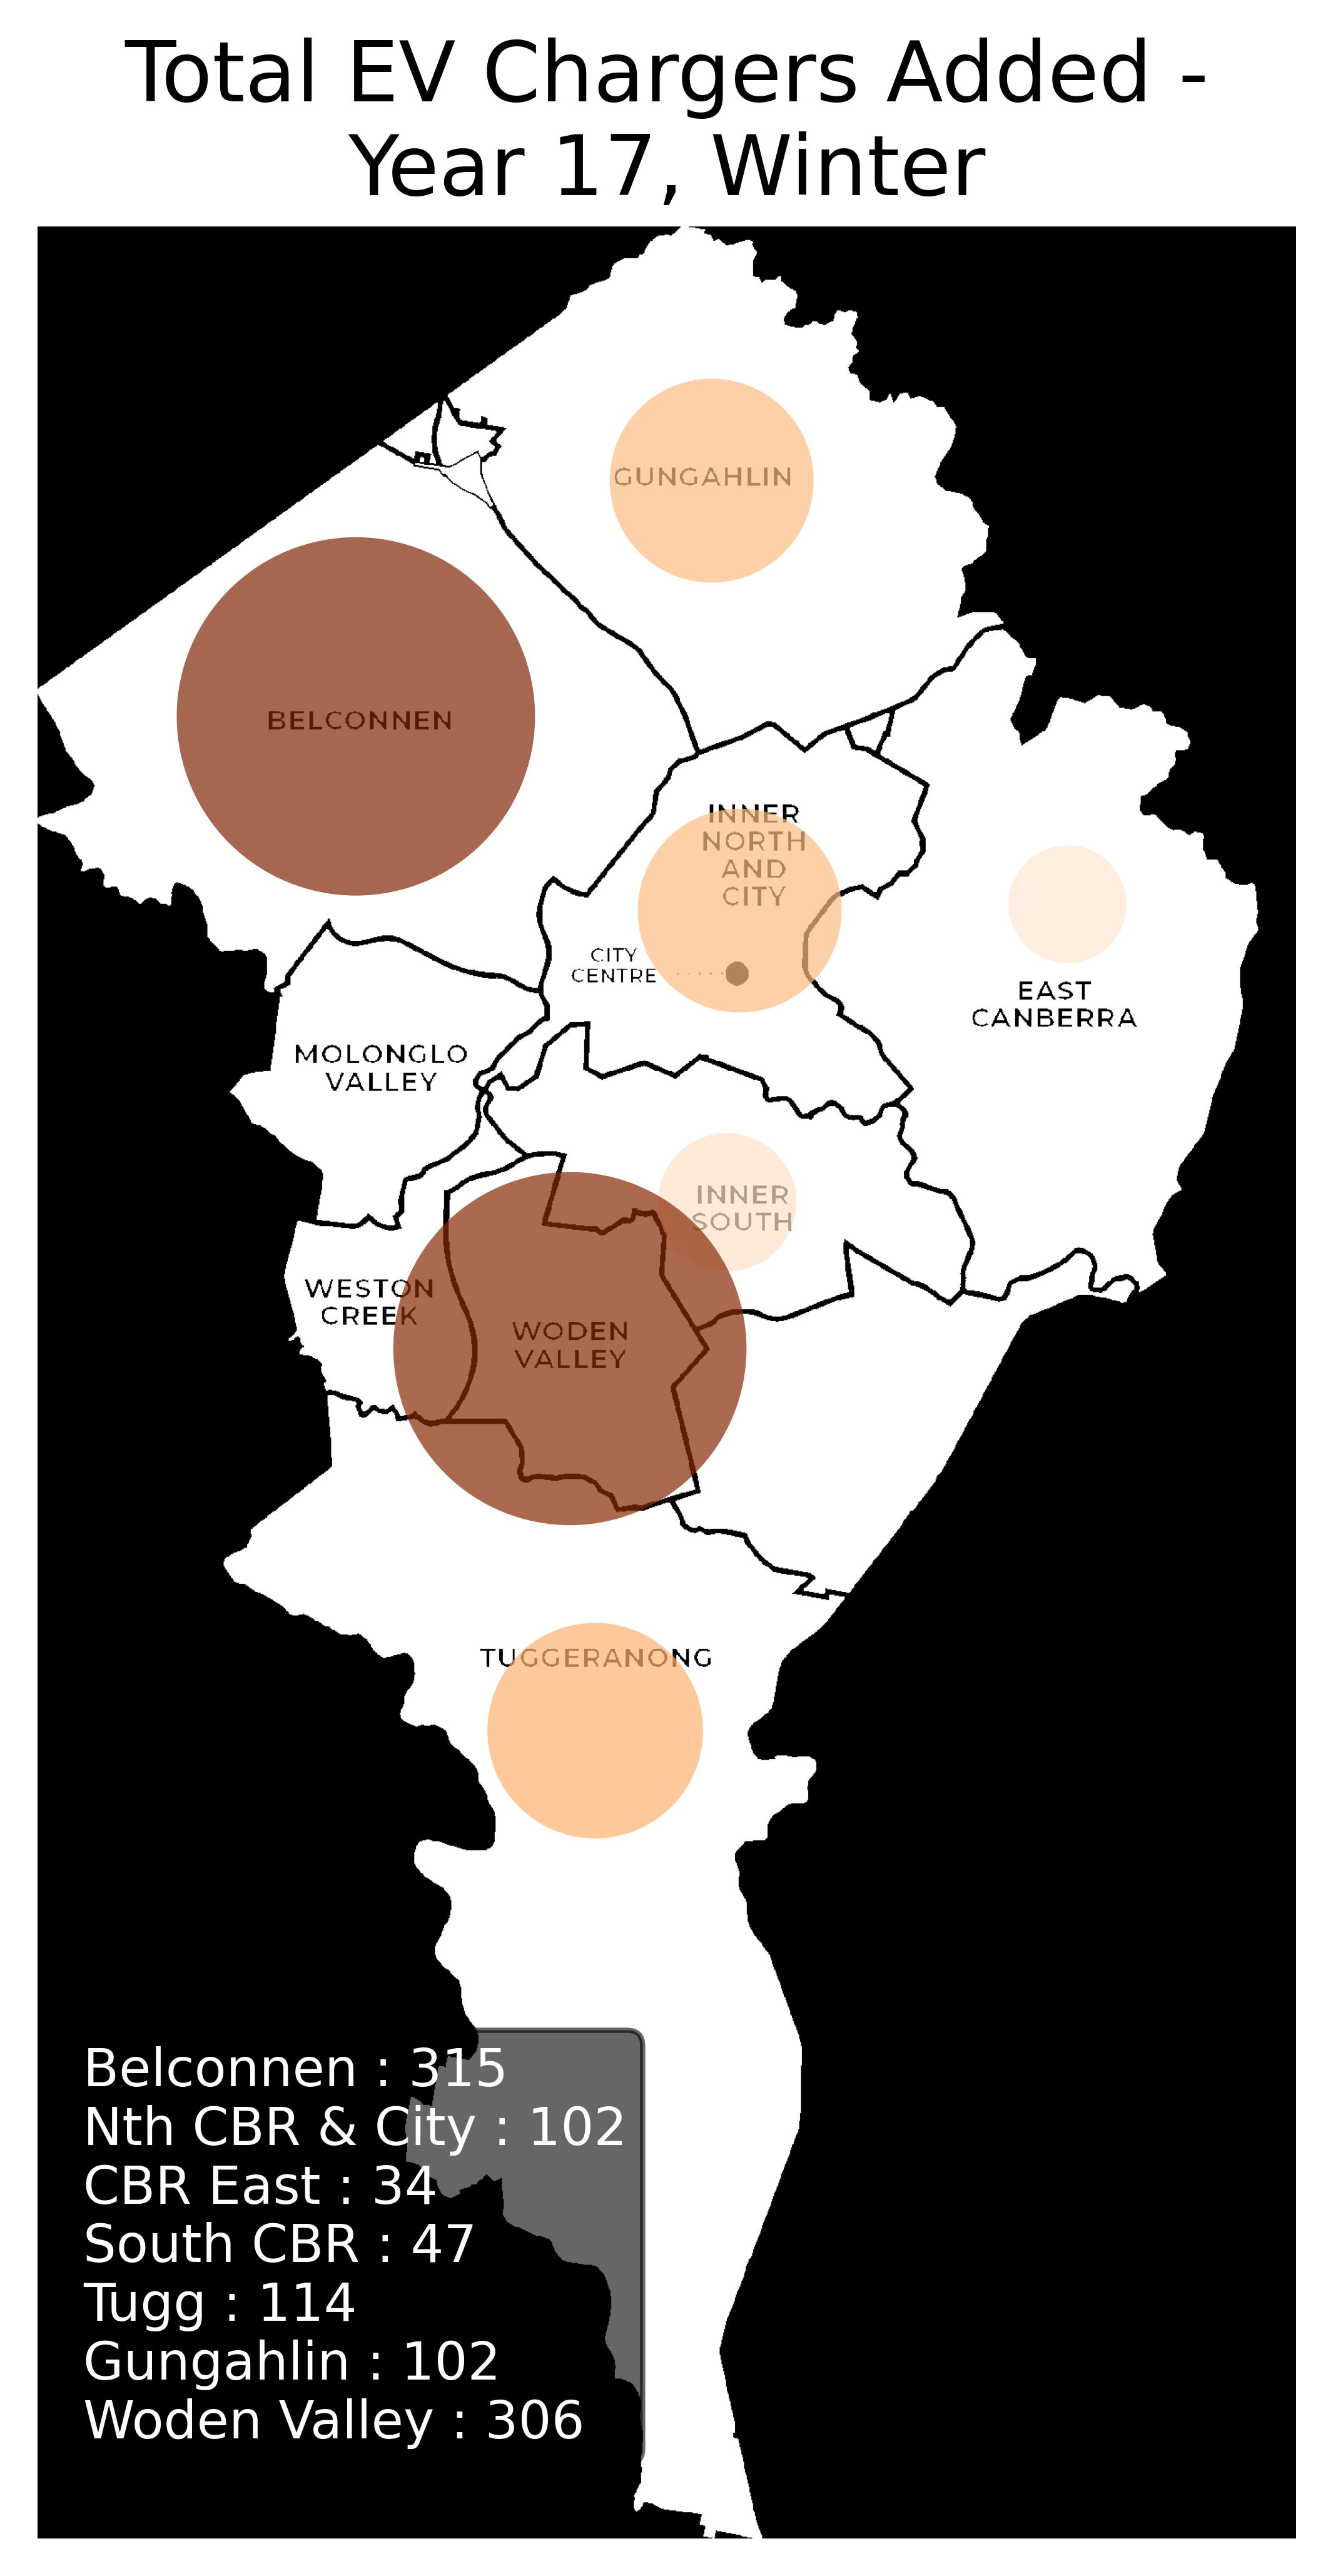 Total EV Chargers Added -
Year 17, Winter
GUNGAHLIN
BELCONNEN
INNER
NORTH
AND
CITY
CITY
CENTRE
EAST
CANBERRA
MOLONGLO
VALLEY
INNER
SOUTH
WESTON
CREEK
WODEN
VALLEY
TUGGERANONG
Belconnen : 315
Nth CBR & City : 102
CBR East : 34
South CBR : 47
Tugg : 114
Gungahlin : 102
Woden Valley : 306